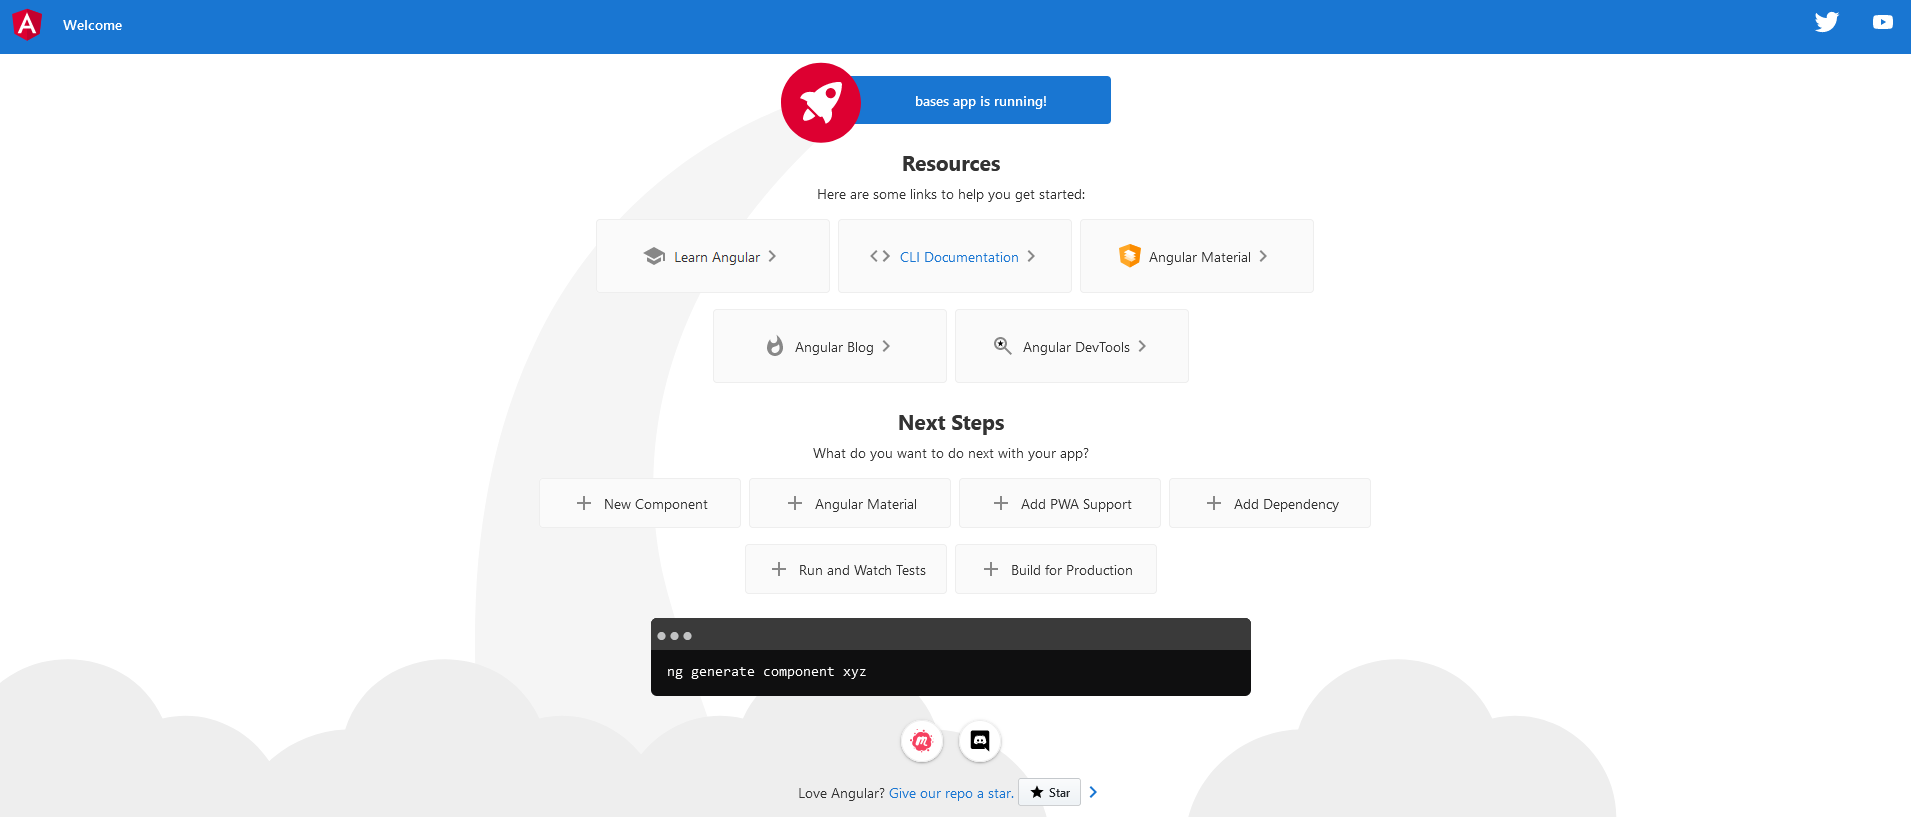 Welcome
bases app is running!
Resources
Here are some links to help you get started:
Learn Angular
CLI Documentation
Angular Material
Angular Blog
Angular DevTools
Next Steps
What do you want to do next with your app?
New Component
Angular Material
Add PWA Support
Add Dependency
Run and Watch Tests
Build for Production
ng generate component xyz
Love Angular? Give our repo a star. Star